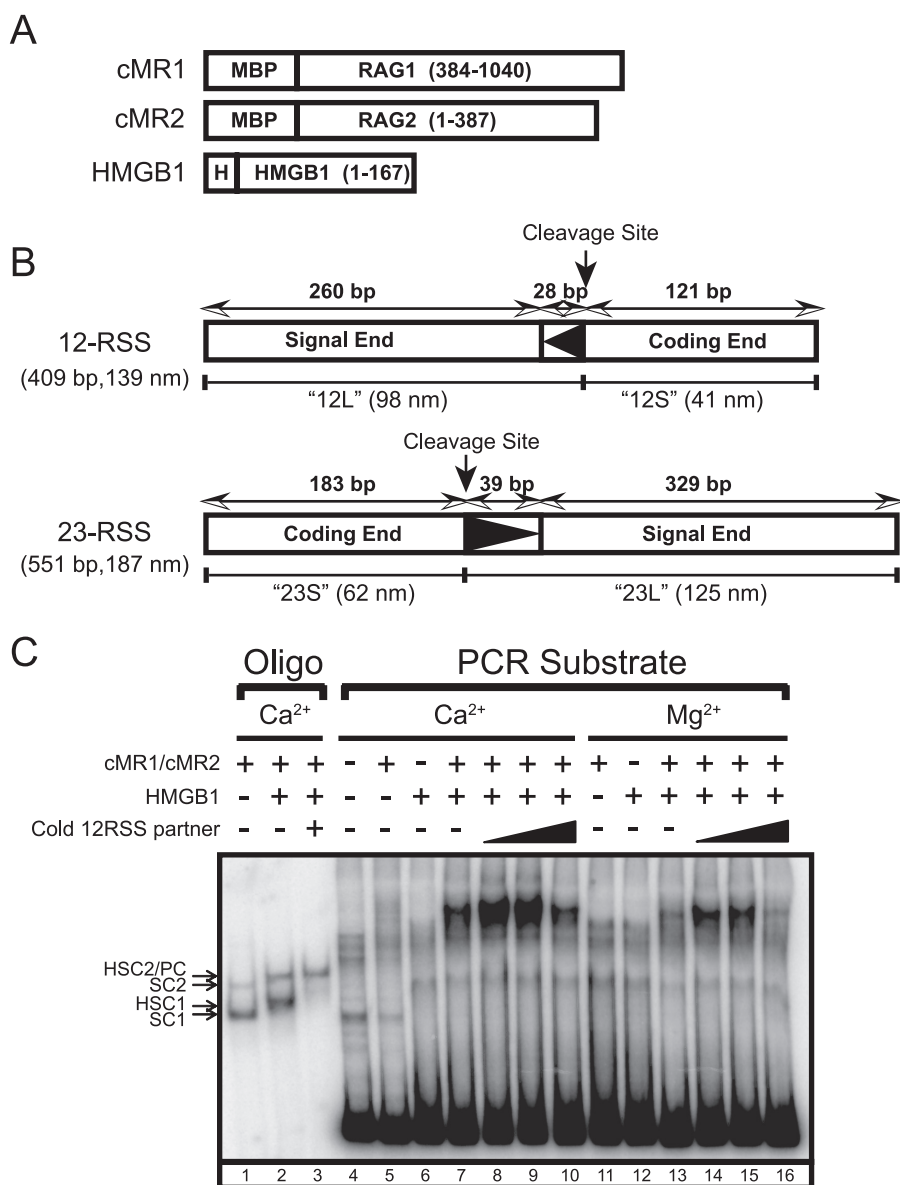 A
cMR1 MBP RAG1 (384-1040)
cMR2 MBP RAG2 (1-387)
HMGB1 H HMGB1 (1-167)
B
Cleavage Site
260 bp 28 bp 121 bp
12-RSS Signal End Coding End
(409 bp,139 nm)
“12L” (98 nm) “12S” (41 nm)
Cleavage Site
183 bp 39 bp 329 bp
23-RSS Coding End Signal End
(551 bp,187 nm)
“23S” (62 nm) “23L” (125 nm)
C
Oligo PCR Substrate
Ca2+ Ca2+ Mg2+
cMR1/cMR2 + + + - + - + + + + + - + + + +
HMGB1 - + + - - + + + + + - + + + + +
Cold 12RSS partner - - + - - - - - - -
HSC2/PC
SC2
HSC1
SC1
1 2 3 4 5 6 7 8 9 10 11 12 13 14 15 16